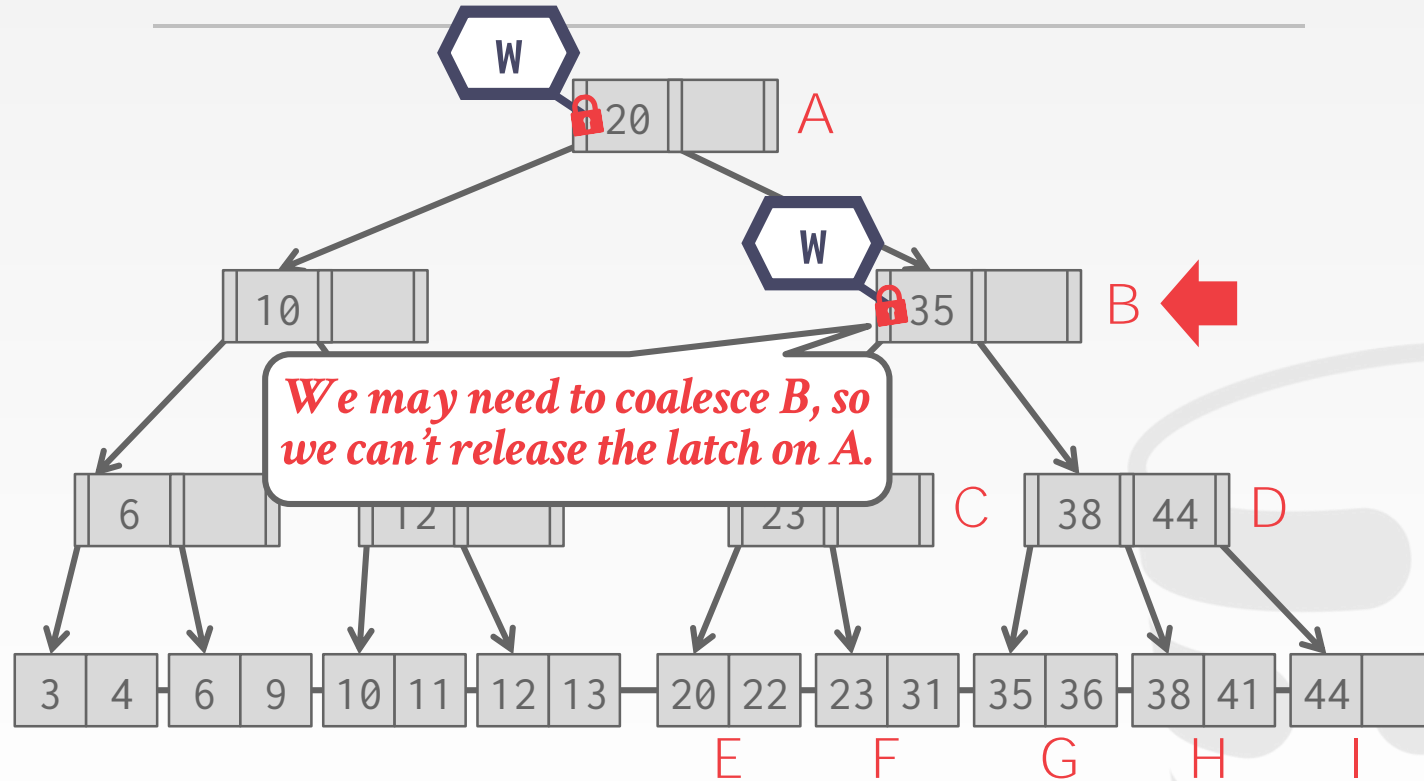 W
20
A
W
10
35
B
We may need to coalesce B, so
we can't release the latch on A.
6
12
23
C
38 44
D
3 4 6 9 10 11 12 13 20 22 23 31 35 36 38 41 44
E F G H I